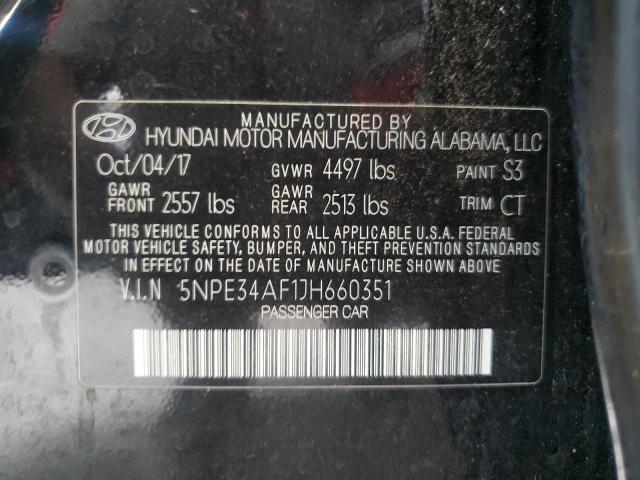 MANUFACTURED BY
HYUNDAI MOTOR MANUFACTURING ALABAMA, LLC
Oct/04/17 GVWR 4497 lbs PAINT S3
GAWR FRONT 2557 lbs GAWR REAR 2513 lbs TRIM CT
THIS VEHICLE CONFORMS TO ALL APPLICABLE U.S.A. FEDERAL
MOTOR VEHICLE SAFETY, BUMPER, AND THEFT PREVENTION STANDARDS
IN EFFECT ON THE DATE OF MANUFACTURE SHOWN ABOVE.
V.I.N 5NPE34AF1JH660351
PASSENGER CAR